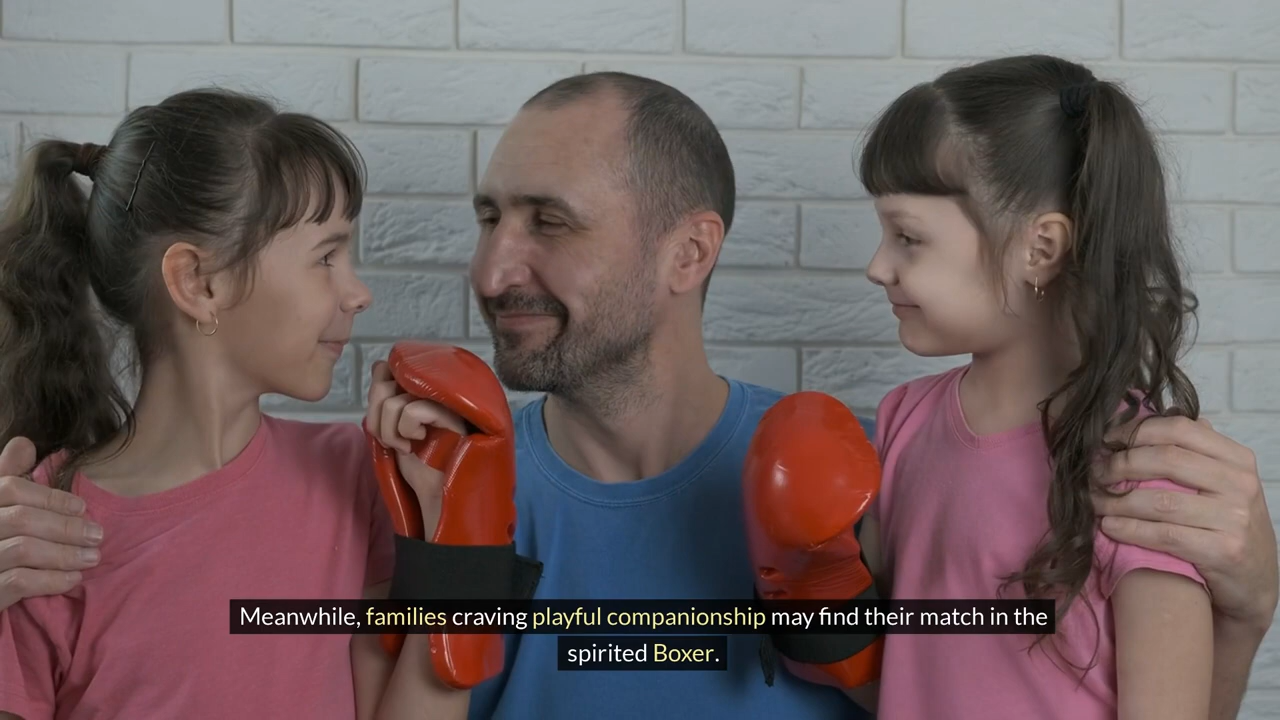 Meanwhile, families craving playful companionship may find their match in the
spirited Boxer.